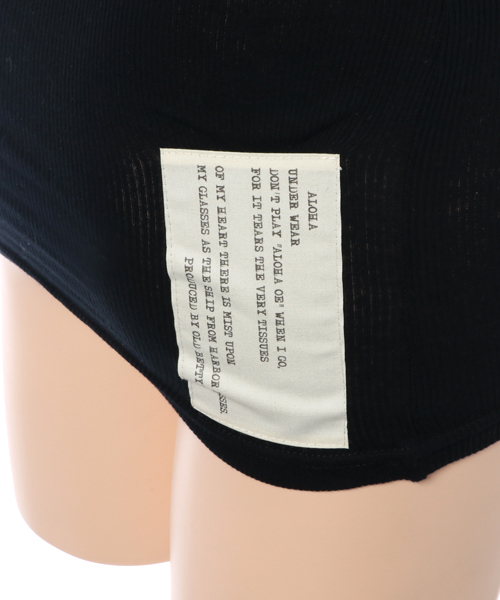 ALOHA
UNDER WEAR
DON'T PLAY "ALOHA OE" WHEN I GO,
FOR IT TEARS THE VERY TISSUES
OF MY HEART THERE IS MIST UPON
MY GLASSES AS THE SHIP FROM HARBOR
PRODUCED BY OLD BETTY